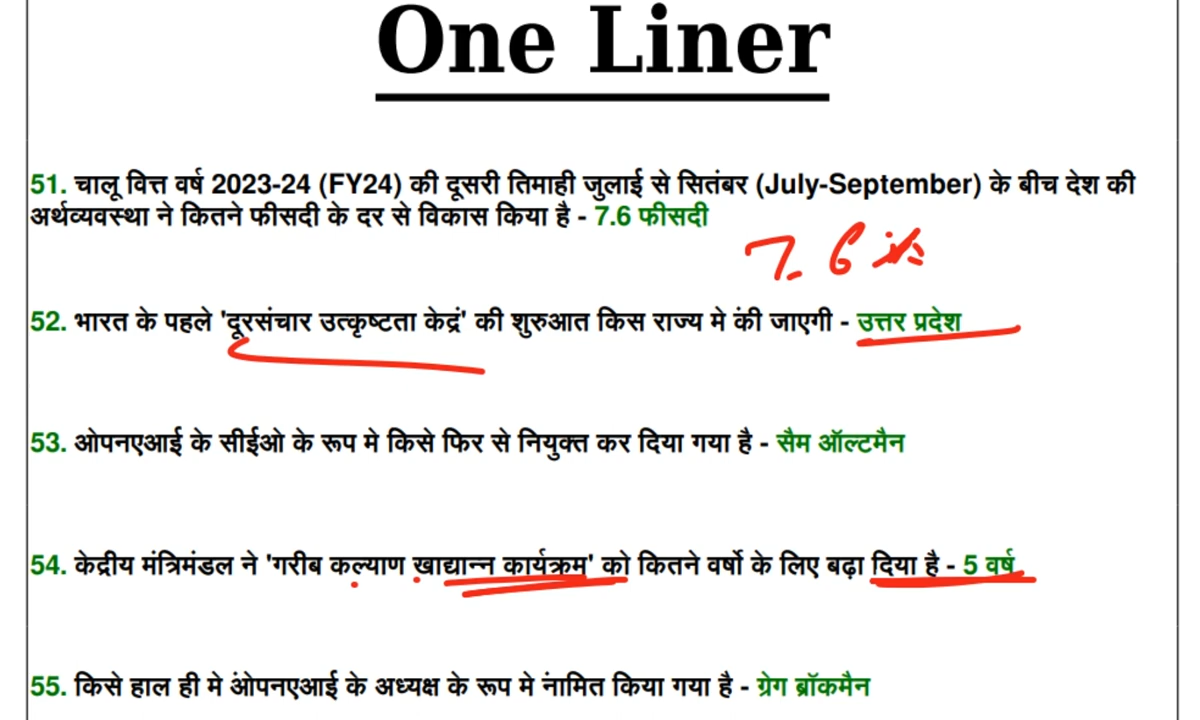 One Liner
51. चालू वित्त वर्ष 2023-24 (FY24) की दूसरी तिमाही जुलाई से सितंबर (July-September) के बीच देश की
अर्थव्यवस्था ने कितने फीसदी के दर से विकास किया है - 7.6 फीसदी
7.6
52. भारत के पहले 'दूरसंचार उत्कृष्टता केद्रं' की शुरुआत किस राज्य मे कंी जाएगी - उत्तर प्रदेश
53. ओपनएआई के सीईओ के रूप मे किसे फिर से नियुक्त कर दिया गया है - सैम ऑल्टमैन
54. केद्रीय मंत्रिमंडल ने 'गरीब कल्याण खाद्यान्न कार्यक्रम' को कितने वर्षो के लिए बढ़ा दिया है - 5 वर्ष
55. किसे हाल ही मे ओंपनएआई के अध्यक्ष के रूप मे नंामित किया गया है - ग्रेग ब्रॉकमैन